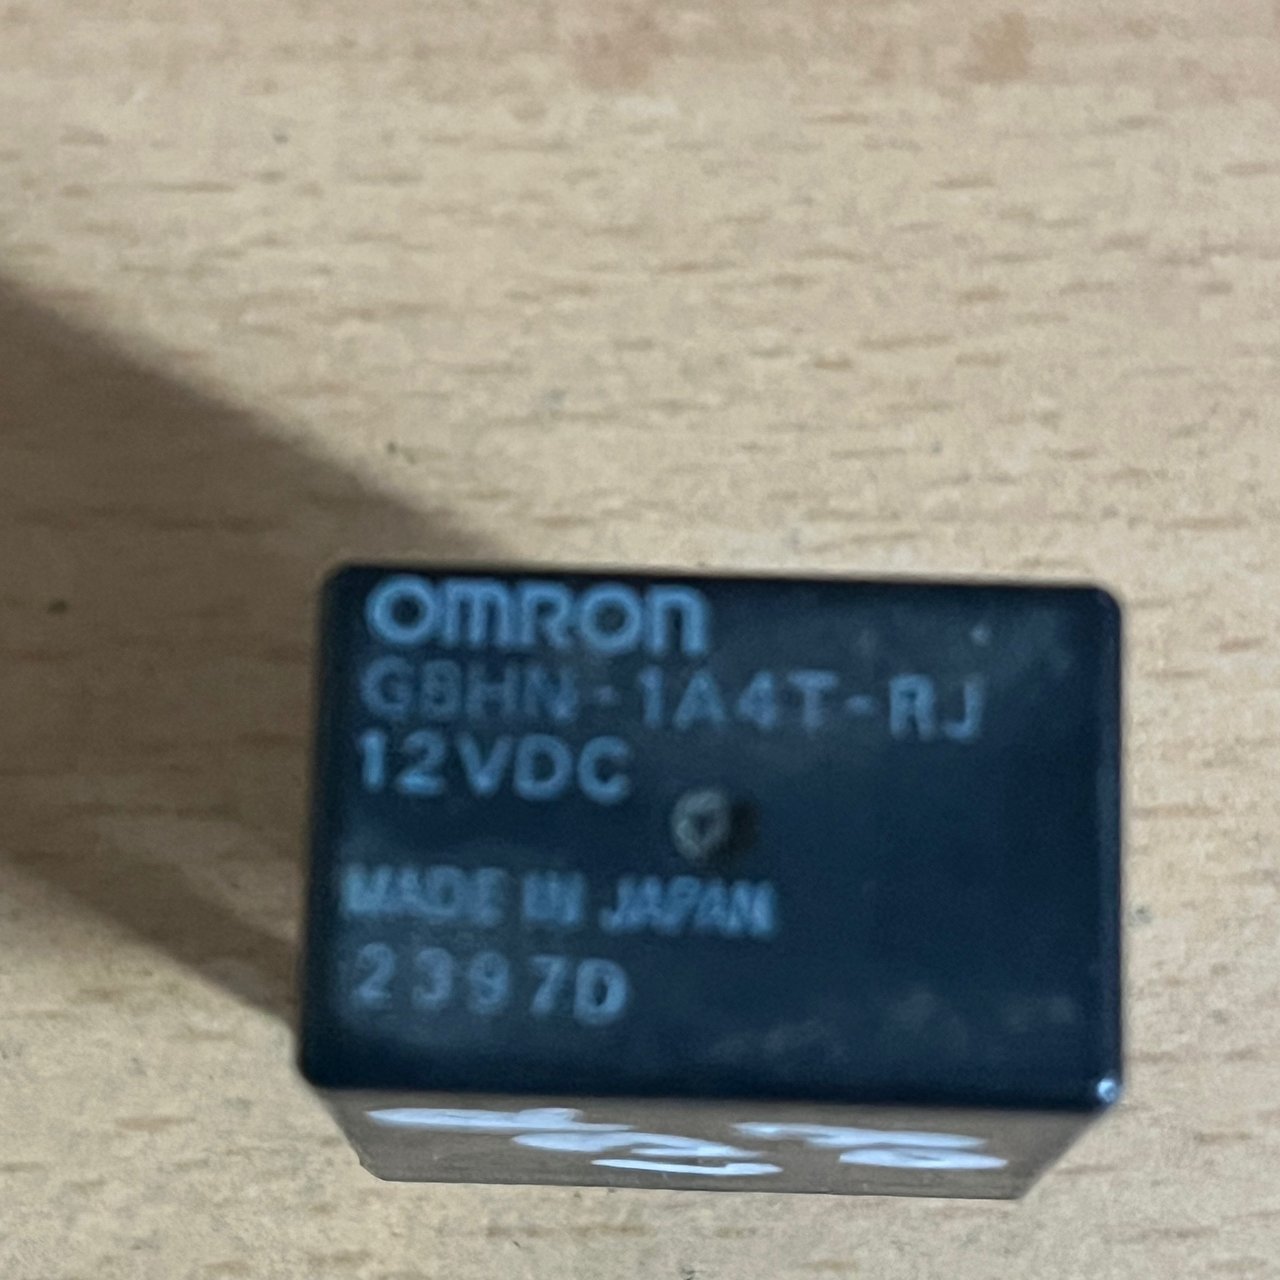 OMRON
G8HN-1A4T-RJ
12VDC
MADE IN JAPAN
2397D